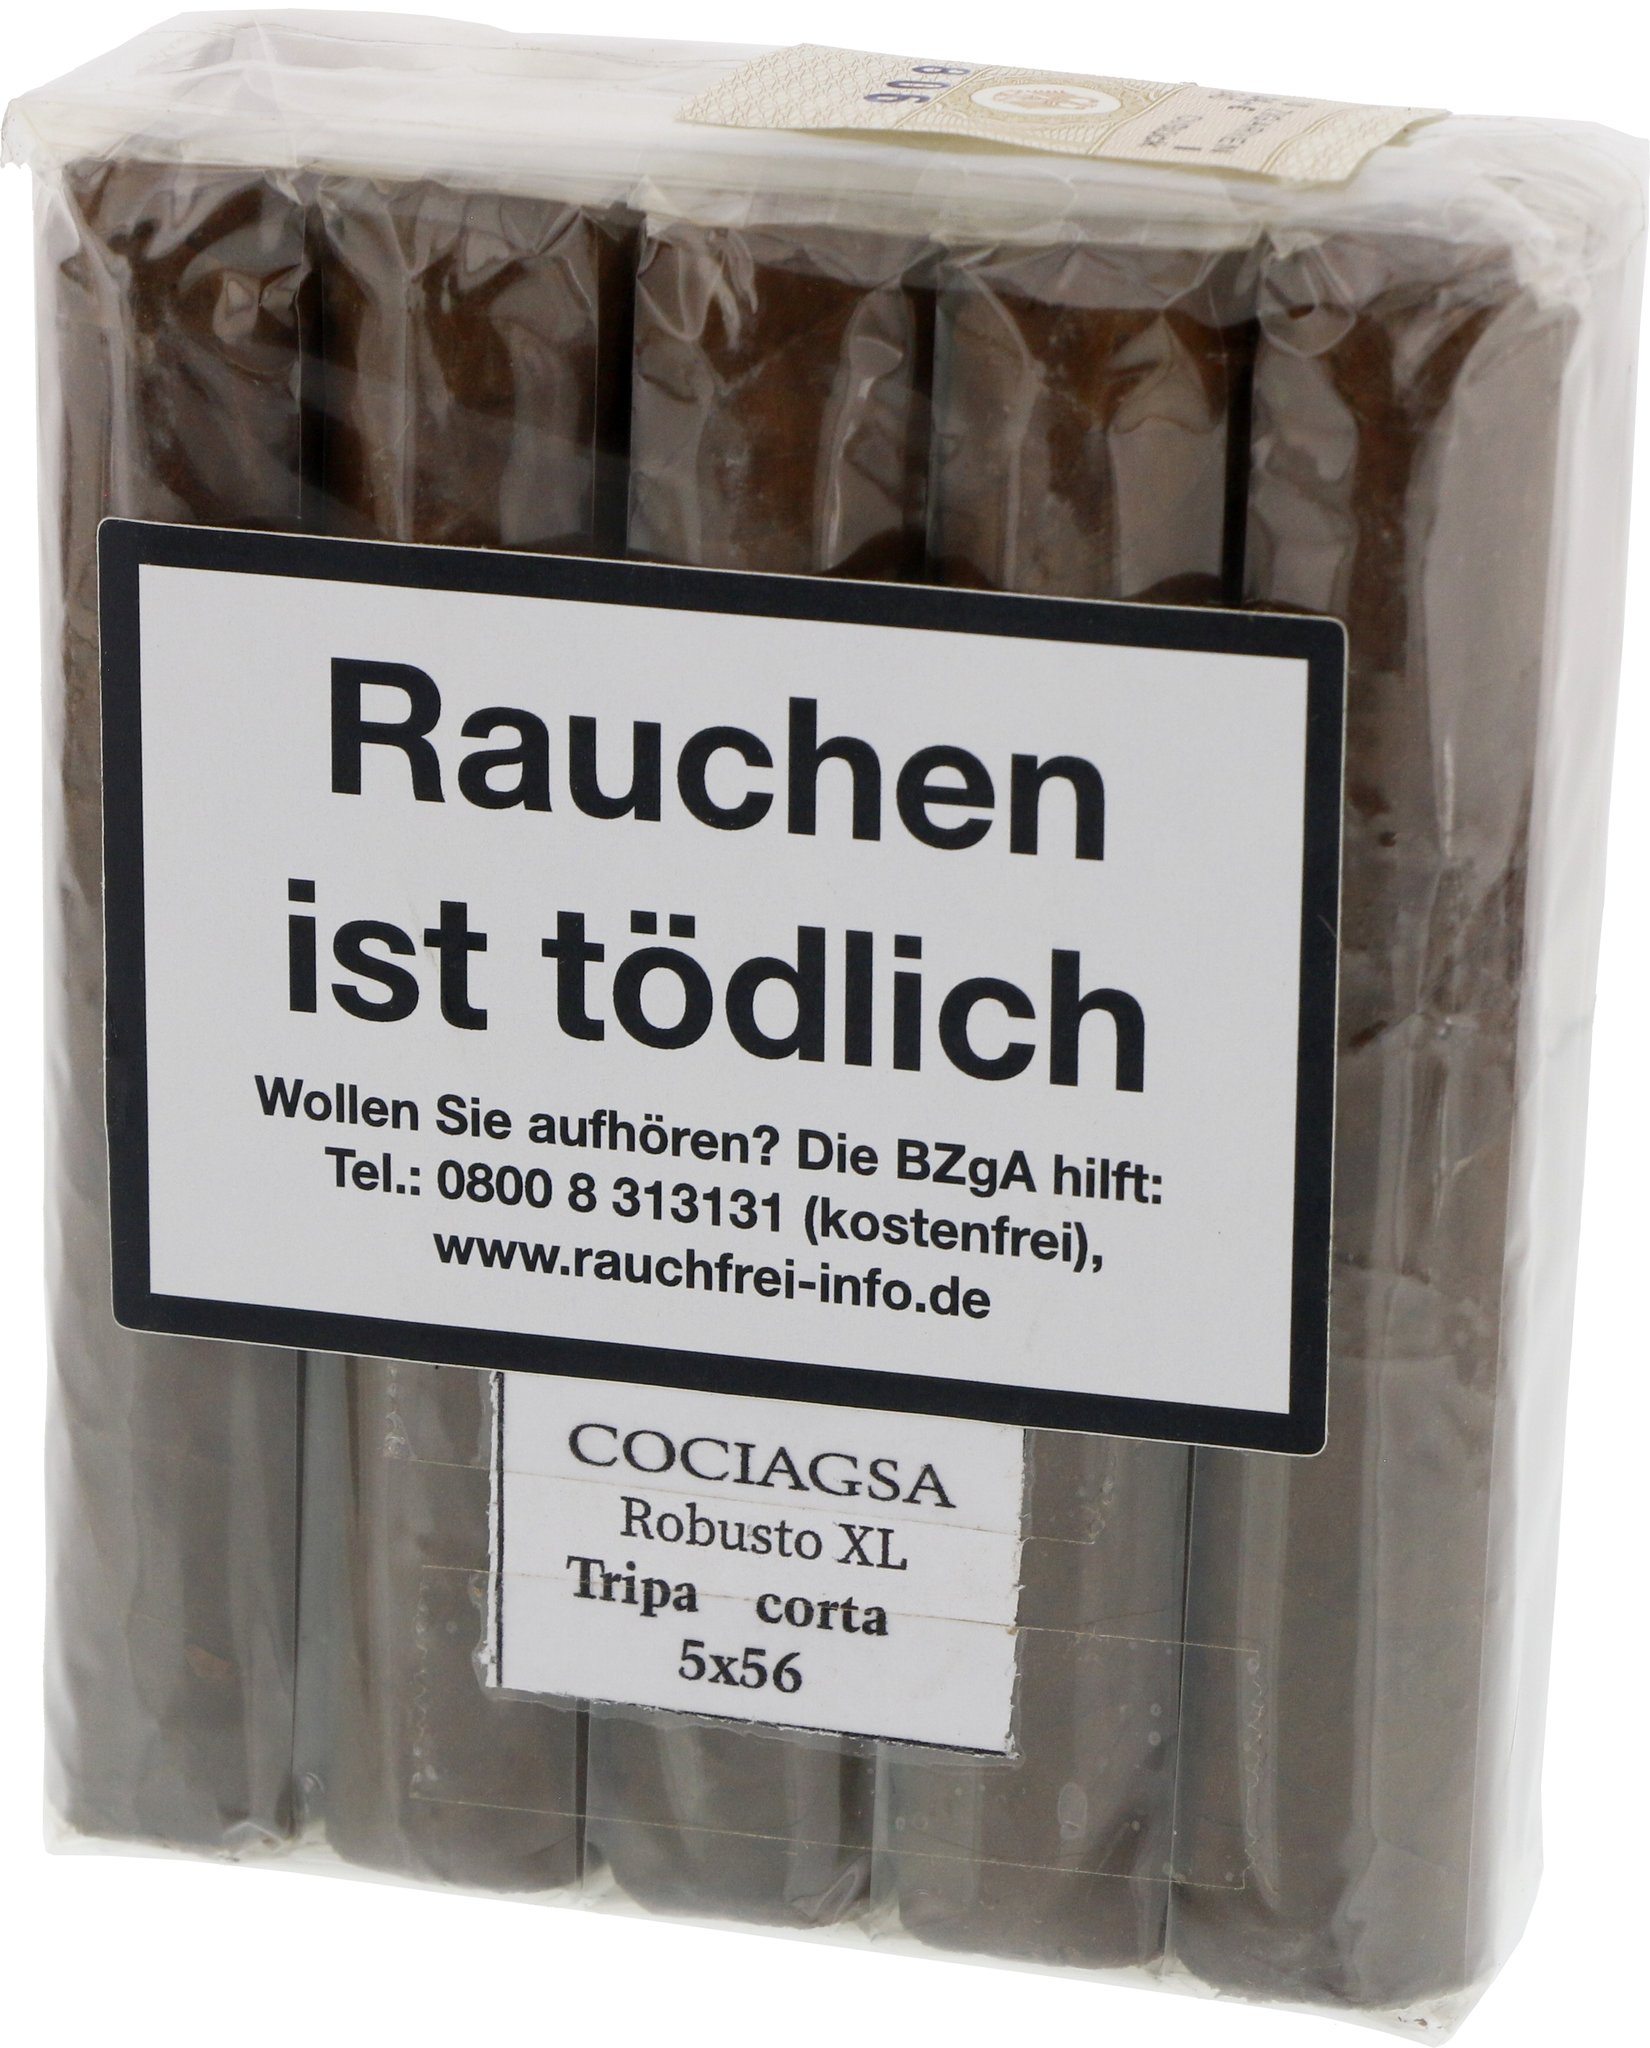 806
Rauchen
ist tödlich
Wollen Sie aufhören? Die BZgA hilft:
Tel.: 0800 8 313131 (kostenfrei),
www.rauchfrei-info.de
COCIAGSA
Robusto XL
Tripa corta
5x56